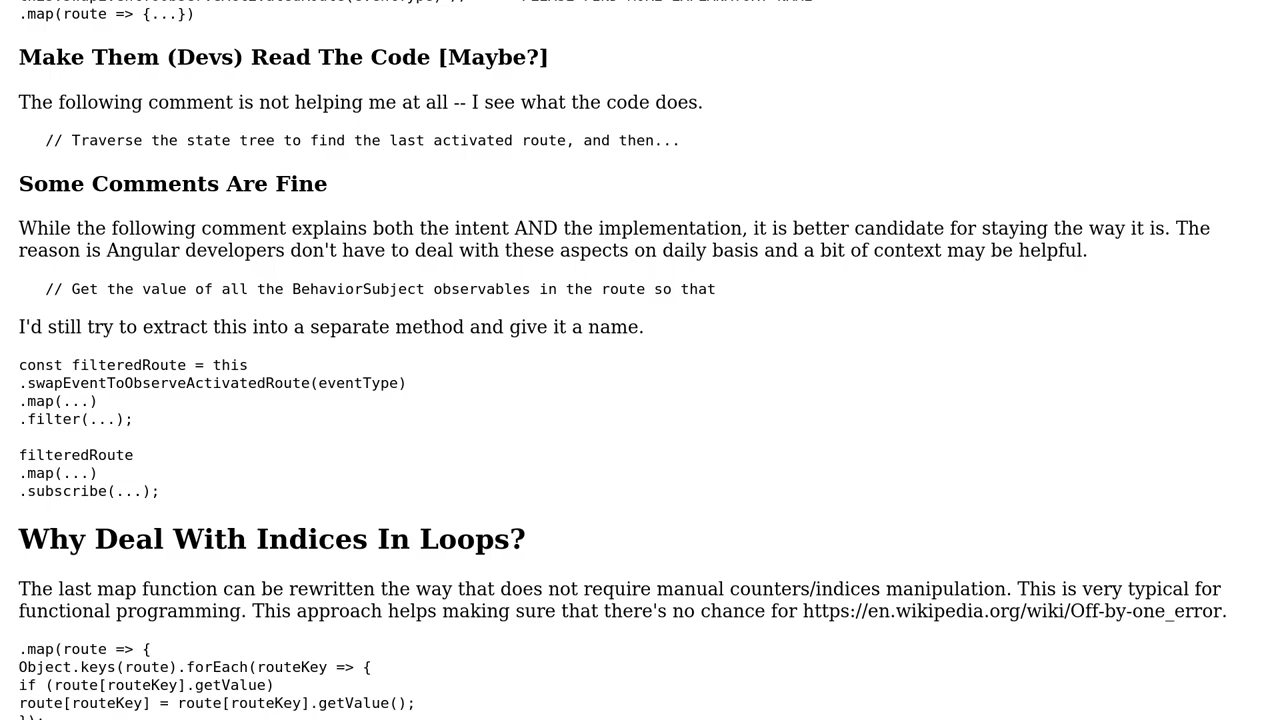 .map(route => {...})
Make Them (Devs) Read The Code [Maybe?]
The following comment is not helping me at all -- I see what the code does.
// Traverse the state tree to find the last activated route, and then...
Some Comments Are Fine
While the following comment explains both the intent AND the implementation, it is better candidate for staying the way it is. The
reason is Angular developers don't have to deal with these aspects on daily basis and a bit of context may be helpful.
// Get the value of all the BehaviorSubject observables in the route so that
I'd still try to extract this into a separate method and give it a name.
const filteredRoute = this
.swapEventToObserveActivatedRoute(eventType)
.map(...)
.filter(...);
filteredRoute
.map(...)
.subscribe(...);
Why Deal With Indices In Loops?
The last map function can be rewritten the way that does not require manual counters/indices manipulation. This is very typical for
functional programming. This approach helps making sure that there's no chance for https://en.wikipedia.org/wiki/Off-by-one_error.
.map(route => {
Object.keys(route).forEach(routeKey => {
if (route[routeKey].getValue)
route[routeKey] = route[routeKey].getValue();